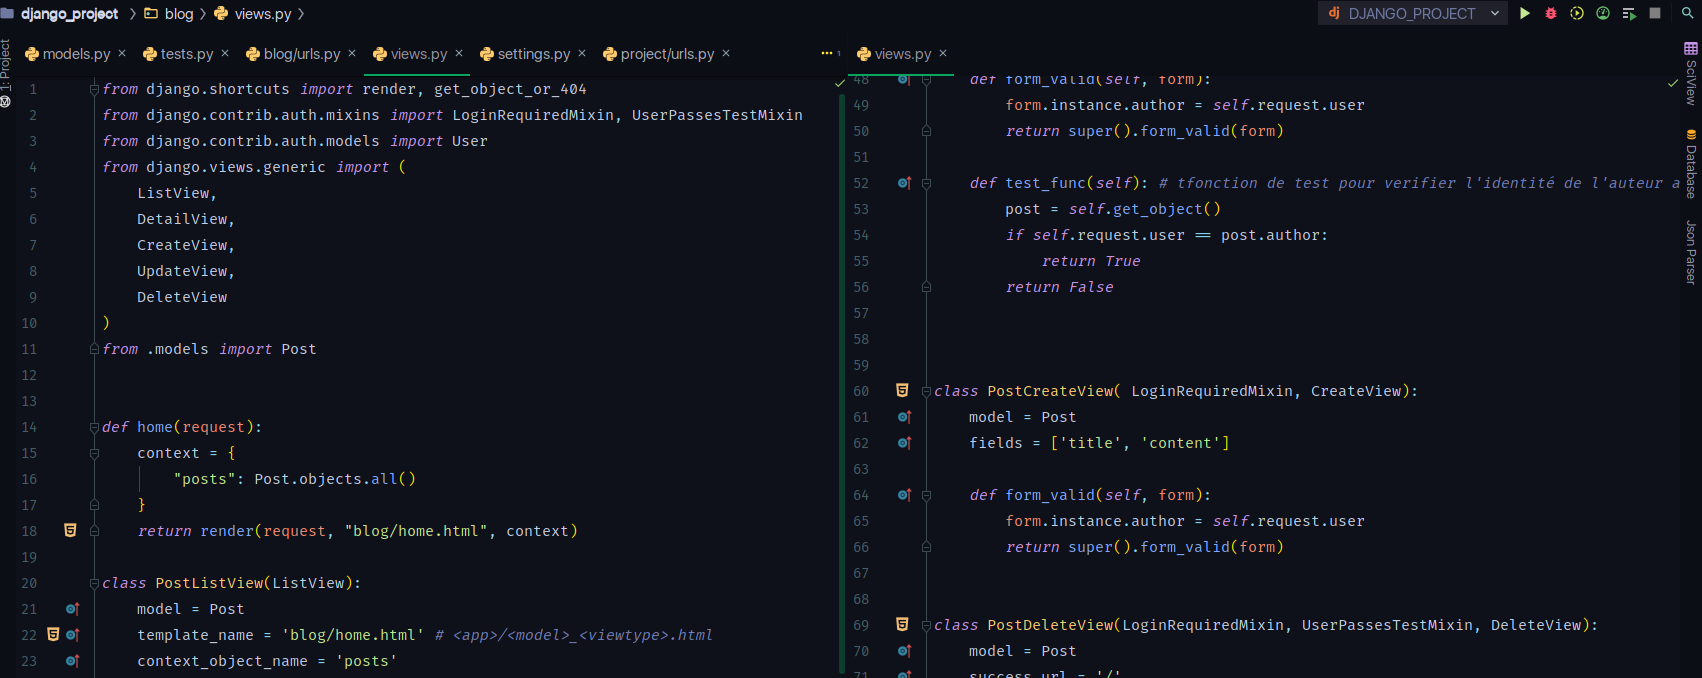 django_project
blog
views.py
DJANGO_PROJECT
models.py
tests.py
blog/urls.py
views.py
settings.py
project/urls.py
1
views.py
1: Project
1 from django.shortcuts import render, get_object_or_404
2 from django.contrib.auth.mixins import LoginRequiredMixin, UserPassesTestMixin
3 from django.contrib.auth.models import User
4 from django.views.generic import (
5 ListView,
6 DetailView,
7 CreateView,
8 UpdateView,
9 DeleteView
10 )
11 from .models import Post
12
13
14 def home(request):
15 context = {
16 "posts": Post.objects.all()
17 }
18 return render(request, "blog/home.html", context)
19
20 class PostListView(ListView):
21 model = Post
22 template_name = 'blog/home.html' # <app>/<model>_<viewtype>.html
23 context_object_name = 'posts'
48 def form_valid(self, form):
49 form.instance.author = self.request.user
50 return super().form_valid(form)
51
52 def test_func(self): # tfonction de test pour verifier l'identité de l'auteur a
53 post = self.get_object()
54 if self.request.user == post.author:
55 return True
56 return False
57
58
59
60 class PostCreateView( LoginRequiredMixin, CreateView):
61 model = Post
62 fields = ['title', 'content']
63
64 def form_valid(self, form):
65 form.instance.author = self.request.user
66 return super().form_valid(form)
67
68
69 class PostDeleteView(LoginRequiredMixin, UserPassesTestMixin, DeleteView):
70 model = Post
71 success_url = '/'
SciView
Database
Json Parser